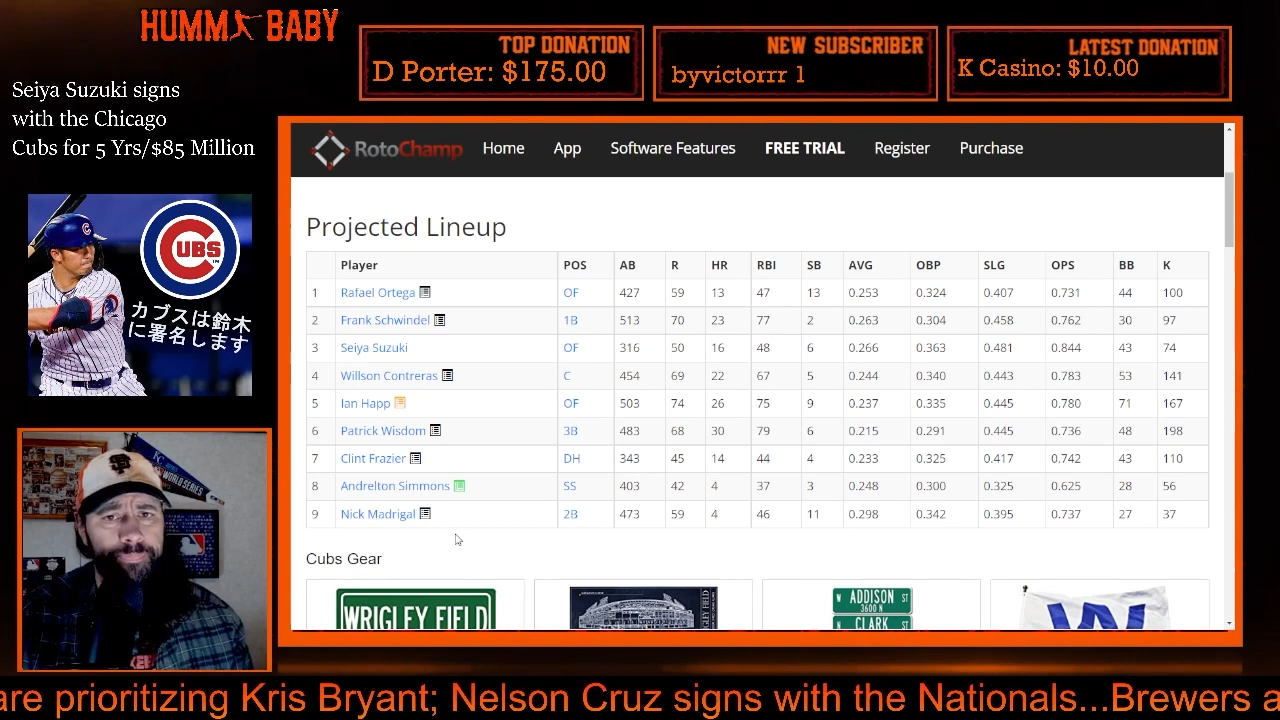 HUMM BABY
TOP DONATION
D Porter: $175.00
NEW SUBSCRIBER
byvictorrr 1
LATEST DONATION
K Casino: $10.00
Seiya Suzuki signs
with the Chicago
Cubs for 5 Yrs/$85 Million
CUBS
カブスは鈴木
に署名します
KC
WORLD SERIES
RotoChamp Home App Software Features FREE TRIAL Register Purchase
Projected Lineup
Player POS AB R HR RBI SB AVG OBP SLG OPS BB K
1 Rafael Ortega OF 427 59 13 47 13 0.253 0.324 0.407 0.731 44 100
2 Frank Schwindel 1B 513 70 23 77 2 0.263 0.304 0.458 0.762 30 97
3 Seiya Suzuki OF 316 50 16 48 6 0.266 0.363 0.481 0.844 43 74
4 Willson Contreras C 454 69 22 67 5 0.244 0.340 0.443 0.783 53 141
5 Ian Happ OF 503 74 26 75 9 0.237 0.335 0.445 0.780 71 167
6 Patrick Wisdom 3B 483 68 30 79 6 0.215 0.291 0.445 0.736 48 198
7 Clint Frazier DH 343 45 14 44 4 0.233 0.325 0.417 0.742 43 110
8 Andrelton Simmons SS 403 42 4 37 3 0.248 0.300 0.325 0.625 28 56
9 Nick Madrigal 2B 473 59 4 46 11 0.295 0.342 0.395 0.737 27 37
Cubs Gear
WRIGLEY FIELD
W ADDISON ST
3600 N
N CLARK ST
W
are prioritizing Kris Bryant; Nelson Cruz signs with the Nationals...Brewers a